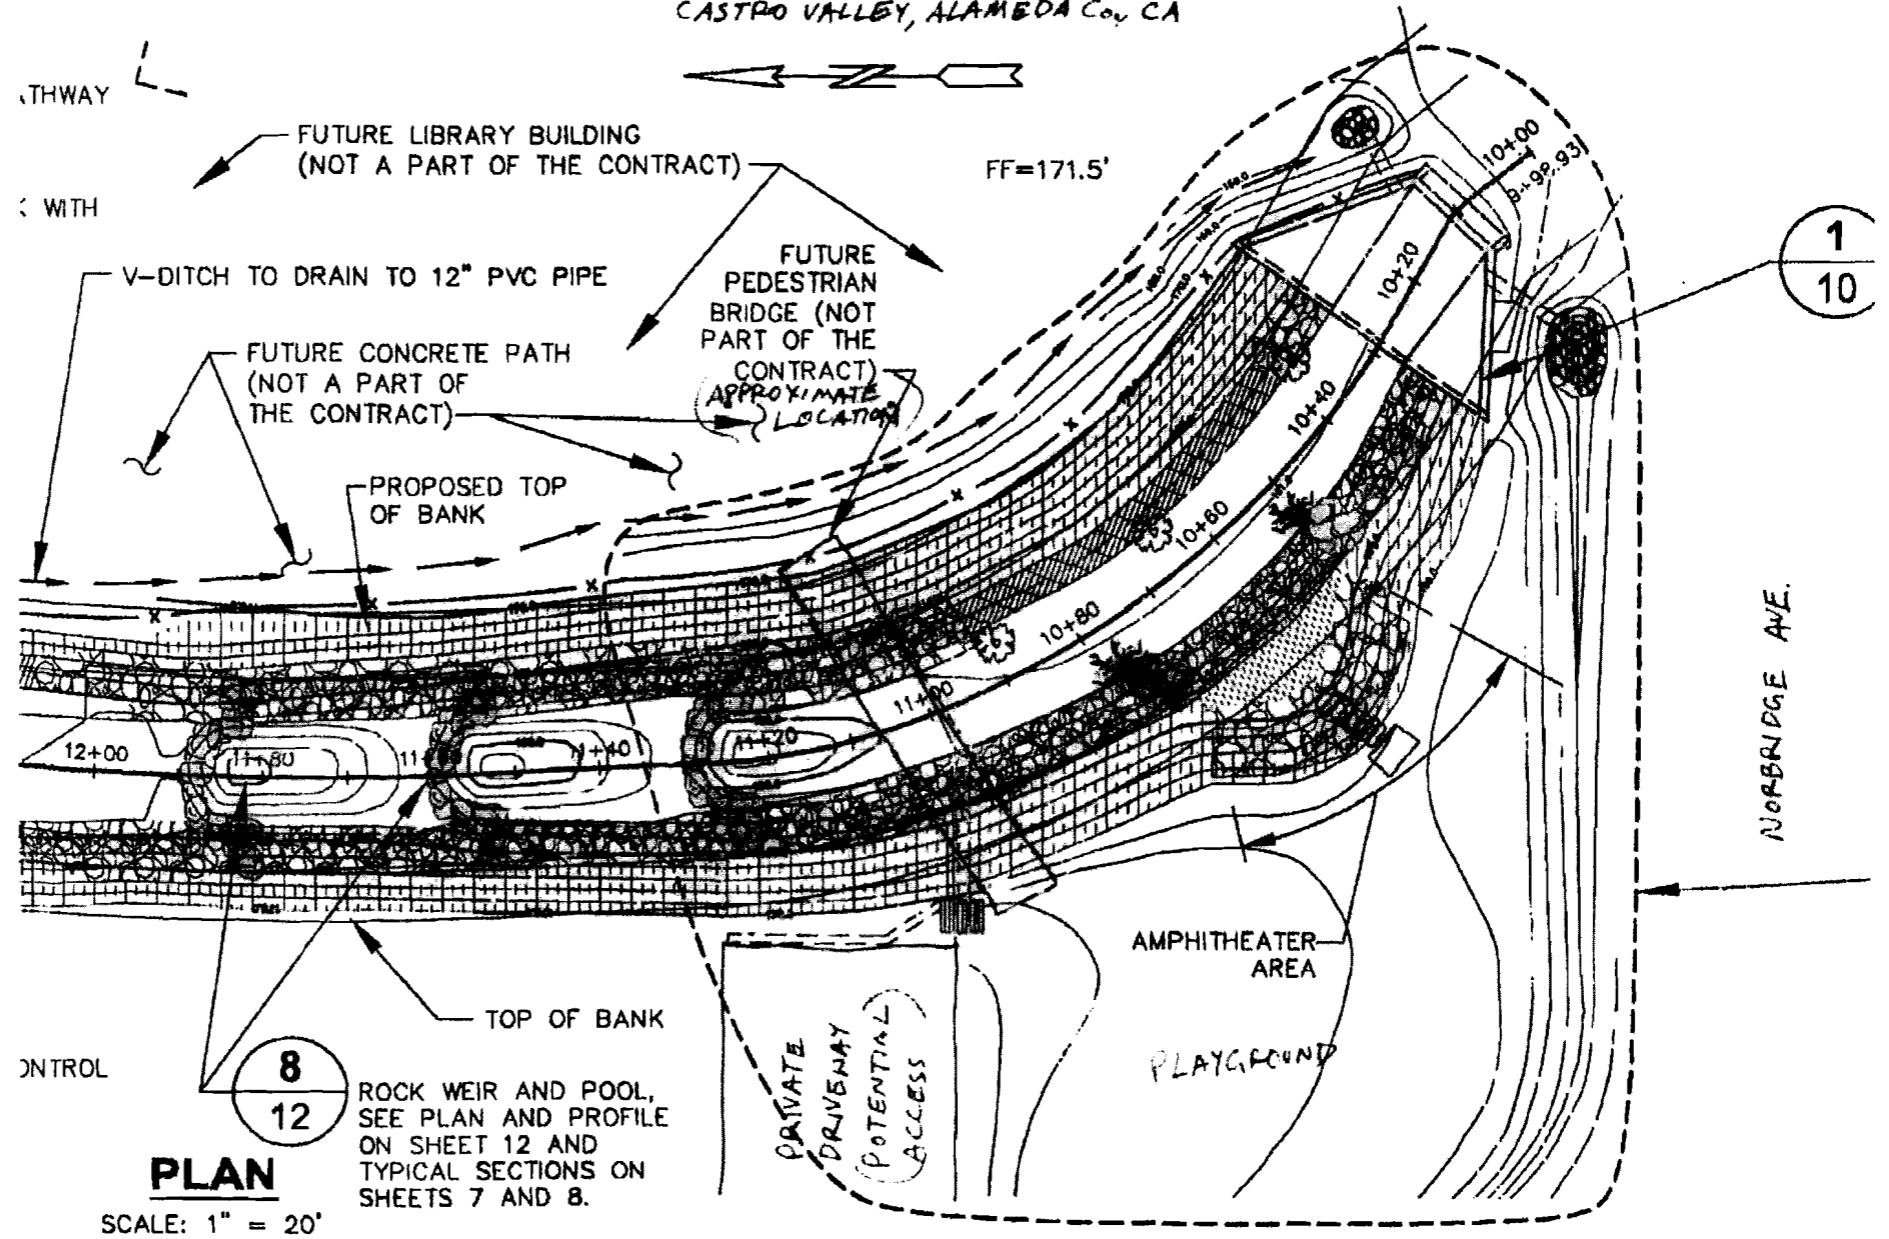 CASTRO VALLEY, ALAMEDA Co., CA
THWAY
FUTURE LIBRARY BUILDING
(NOT A PART OF THE CONTRACT)
FF=171.5'
10+00
9+98.93
WITH
1
10
V-DITCH TO DRAIN TO 12" PVC PIPE
FUTURE
PEDESTRIAN
BRIDGE (NOT
PART OF THE
CONTRACT)
(APPROXIMATE
LOCATION)
10+20
FUTURE CONCRETE PATH
(NOT A PART OF
THE CONTRACT)
10+40
PROPOSED TOP
OF BANK
10+60
10+80
11+00
11+20
11+40
11+80
12+00
NORBRIDGE AVE.
AMPHITHEATER
AREA
TOP OF BANK
PLAYGROUND
PRIVATE
DRIVEWAY
(POTENTIAL
ACCESS)
ONTROL
8
12
ROCK WEIR AND POOL,
SEE PLAN AND PROFILE
ON SHEET 12 AND
TYPICAL SECTIONS ON
SHEETS 7 AND 8.
PLAN
SCALE: 1" = 20'